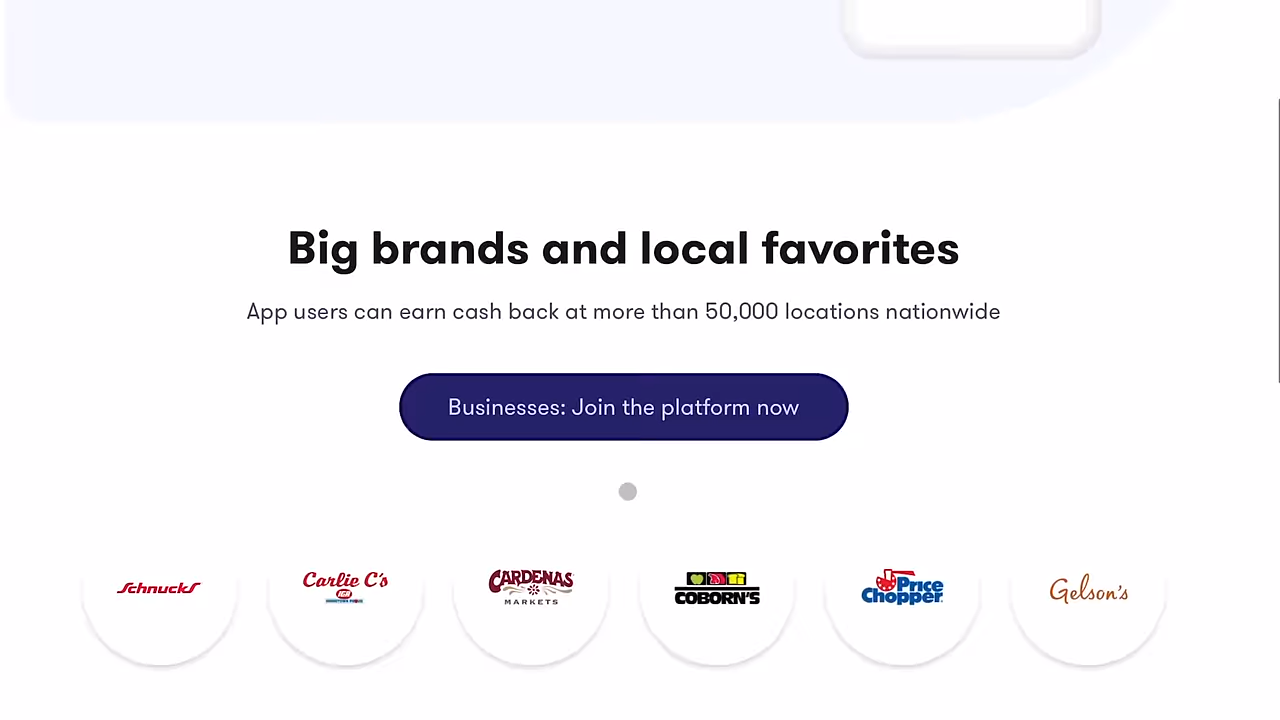 Big brands and local favorites
App users can earn cash back at more than 50,000 locations nationwide
Businesses: Join the platform now
Schnucks
Carlie C's
IGA
CARDENAS
MARKETS
COBORN'S
Price
Chopper
Gelson's